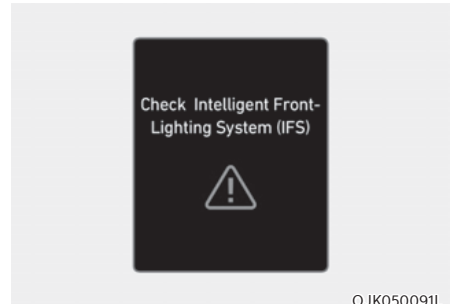 Check Intelligent Front-
Lighting System (IFS)
OJK050091L